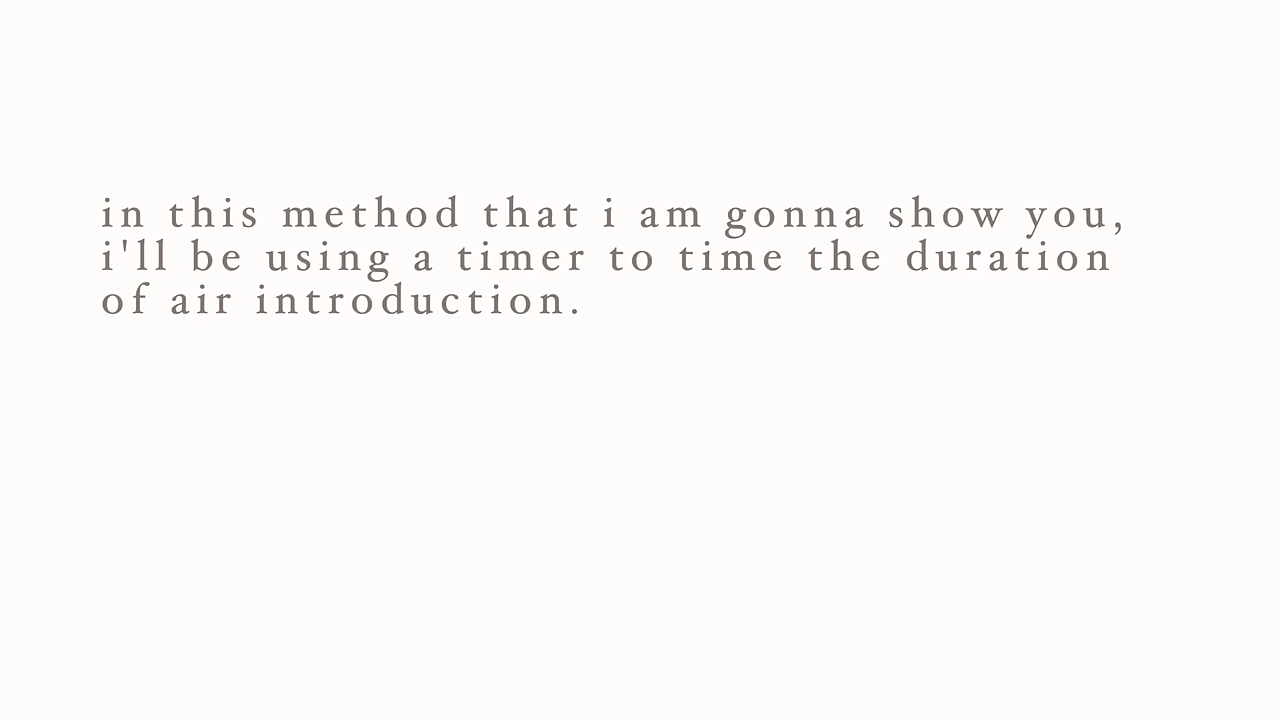 in this method that i am gonna show you,
i'll be using a timer to time the duration
of air introduction.